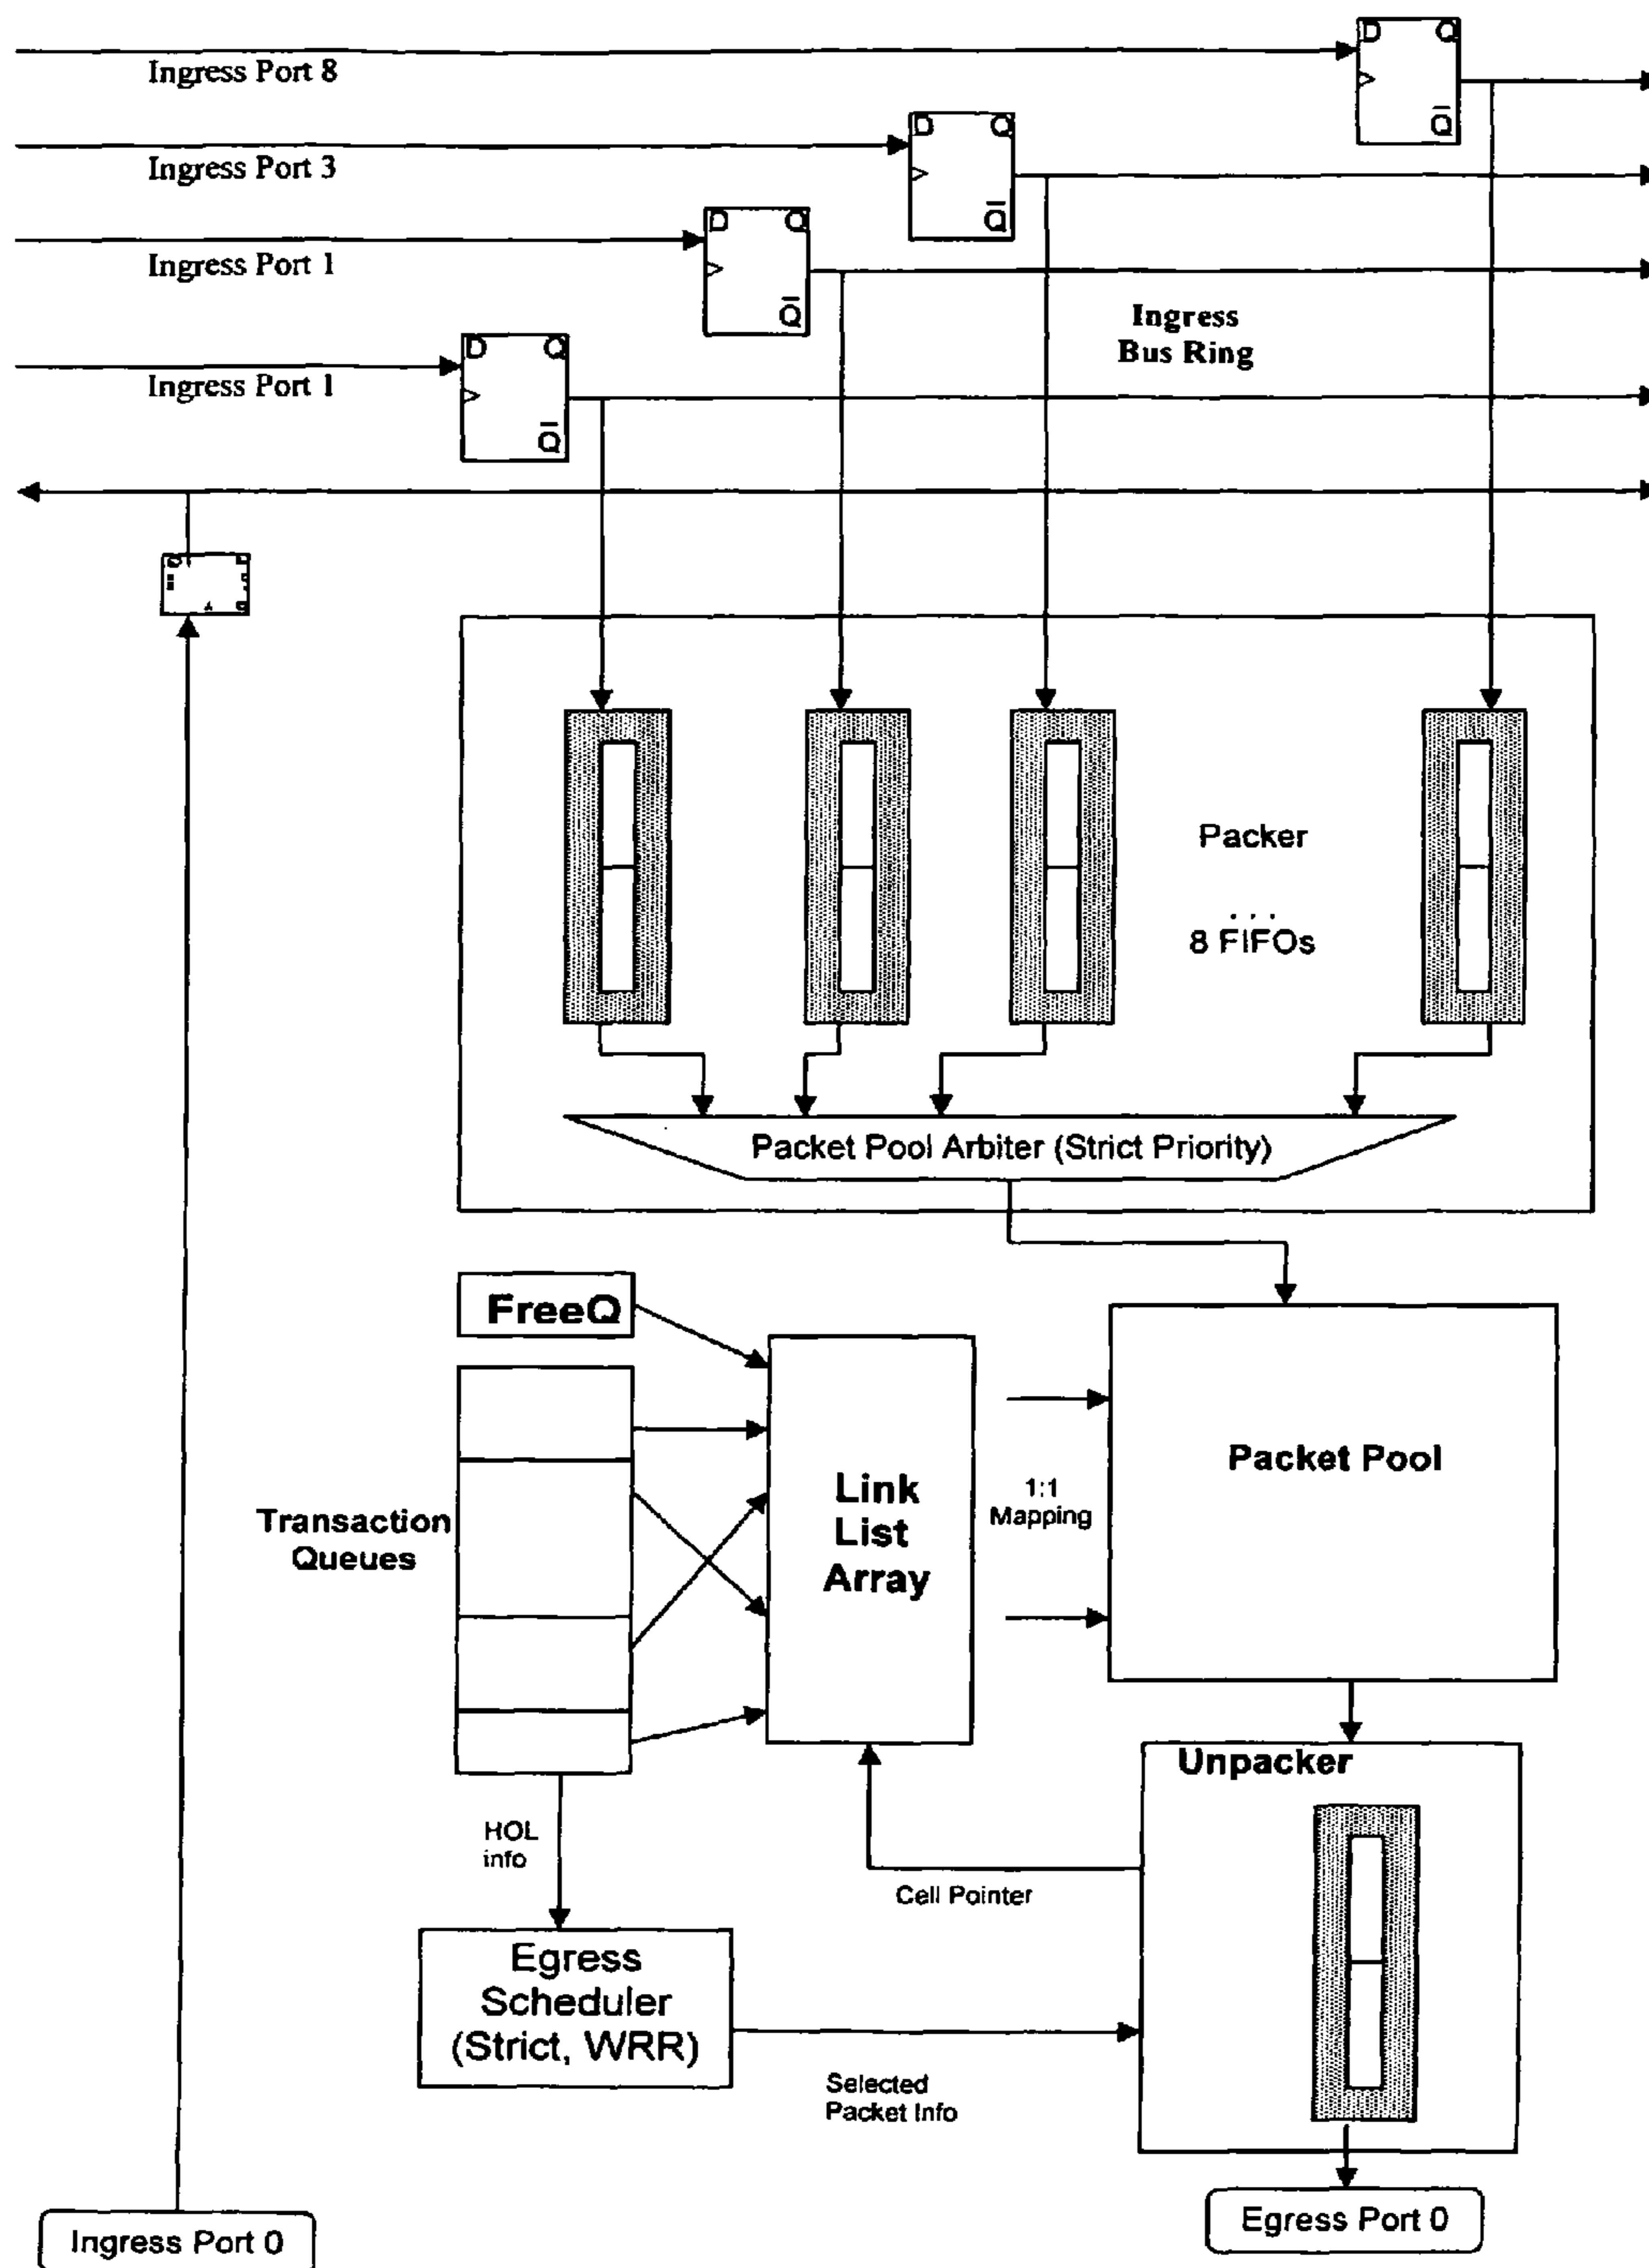 D Q
Ingress Port 8
Q̅
D Q
Ingress Port 3
Q̅
D Q
Ingress Port 1
Q̅
Ingress
Bus Ring
D Q
Ingress Port 1
Q̅
Packer
. . .
8 FIFOs
Packet Pool Arbiter (Strict Priority)
FreeQ
Transaction
Queues
Link
List
Array
1:1
Mapping
Packet Pool
Unpacker
HOL
info
Cell Pointer
Egress
Scheduler
(Strict, WRR)
Selected
Packet Info
Ingress Port 0
Egress Port 0